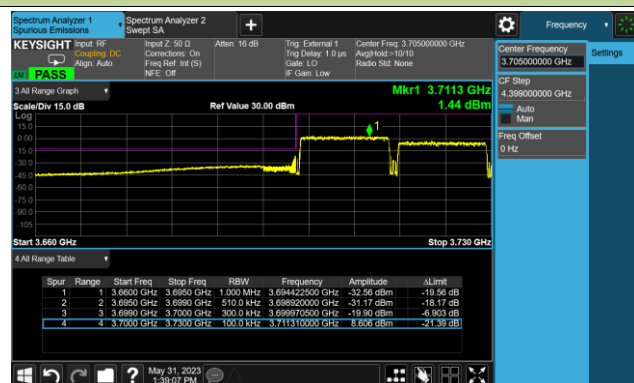 Spectrum Analyzer 1
Spurious Emissions
Spectrum Analyzer 2
Swept SA
+
Frequency
KEYSIGHT
Input: RF
Coupling: DC
Align: Auto
Input Z: 50 Ω
Corrections: On
Freq Ref: Int (S)
NFE: Off
Atten: 16 dB
Trig: External 1
Trig Delay: 1.0 µs
Gate: LO
IF Gain: Low
Center Freq: 3.705000000 GHz
Avg|Hold:>10/10
Radio Std: None
PASS
Center Frequency
3.705000000 GHz
Settings
CF Step
4.399000000 GHz
Auto
Man
Freq Offset
0 Hz
3 All Range Graph
Mkr1 3.7113 GHz
Scale/Div 15.0 dB
Ref Value 30.00 dBm
1.44 dBm
Log
15.0
0.00
-15.0
-30.0
-45.0
-60.0
-75.0
-90.0
-105
1
Start 3.660 GHz
Stop 3.730 GHz
4 All Range Table
Spur Range Start Freq Stop Freq RBW Frequency Amplitude ΔLimit
1 1 3.6600 GHz 3.6950 GHz 1.000 MHz 3.694422500 GHz -32.56 dBm -19.56 dB
2 2 3.6950 GHz 3.6990 GHz 510.0 kHz 3.698920000 GHz -31.17 dBm -18.17 dB
3 3 3.6990 GHz 3.7000 GHz 300.0 kHz 3.699970500 GHz -19.90 dBm -6.903 dB
4 4 3.7000 GHz 3.7300 GHz 100.0 kHz 3.711310000 GHz 8.606 dBm -21.39 dB
?
May 31, 2023
1:39:07 PM